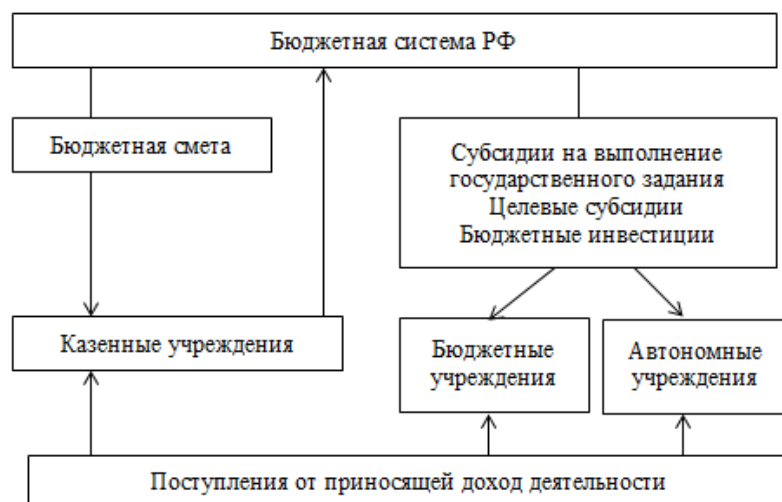 Бюджетная система РФ
Бюджетная смета
Субсидии на выполнение
государственного задания
Целевые субсидии
Бюджетные инвестиции
Казенные учреждения
Бюджетные
учреждения
Автономные
учреждения
Поступления от приносящей доход деятельности